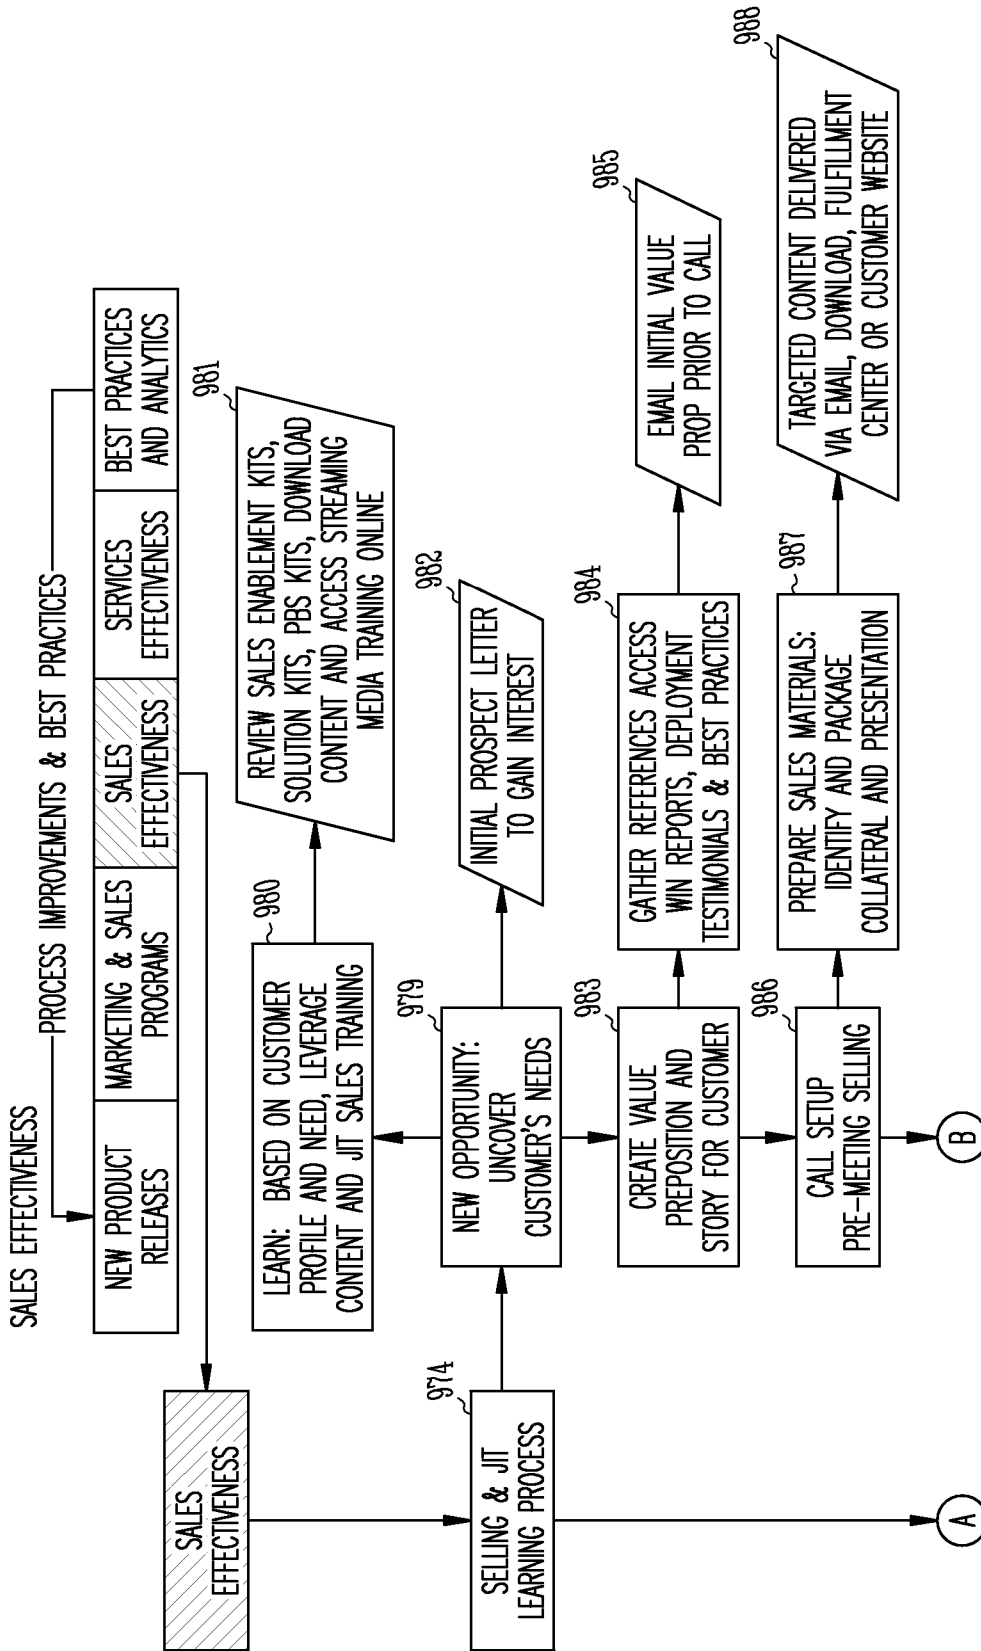 SALES EFFECTIVENESS
PROCESS IMPROVEMENTS & BEST PRACTICES
NEW PRODUCT
RELEASES
MARKETING & SALES
PROGRAMS
SALES
EFFECTIVENESS
SERVICES
EFFECTIVENESS
BEST PRACTICES
AND ANALYTICS
SALES
EFFECTIVENESS
980
LEARN: BASED ON CUSTOMER
PROFILE AND NEED, LEVERAGE
CONTENT AND JIT SALES TRAINING
981
REVIEW SALES ENABLEMENT KITS,
SOLUTION KITS, PBS KITS, DOWNLOAD
CONTENT AND ACCESS STREAMING
MEDIA TRAINING ONLINE
974
SELLING & JIT
LEARNING PROCESS
979
NEW OPPORTUNITY:
UNCOVER
CUSTOMER'S NEEDS
982
INITIAL PROSPECT LETTER
TO GAIN INTEREST
983
CREATE VALUE
PREPOSITION AND
STORY FOR CUSTOMER
984
GATHER REFERENCES ACCESS
WIN REPORTS, DEPLOYMENT
TESTIMONIALS & BEST PRACTICES
985
EMAIL INITIAL VALUE
PROP PRIOR TO CALL
986
CALL SETUP
PRE-MEETING SELLING
987
PREPARE SALES MATERIALS:
IDENTIFY AND PACKAGE
COLLATERAL AND PRESENTATION
988
TARGETED CONTENT DELIVERED
VIA EMAIL, DOWNLOAD, FULFILLMENT
CENTER OR CUSTOMER WEBSITE
A
B